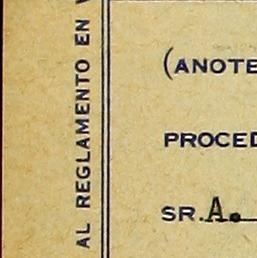 AL REGLAMENTO EN V
(ANOTE
PROCED
SR. A.